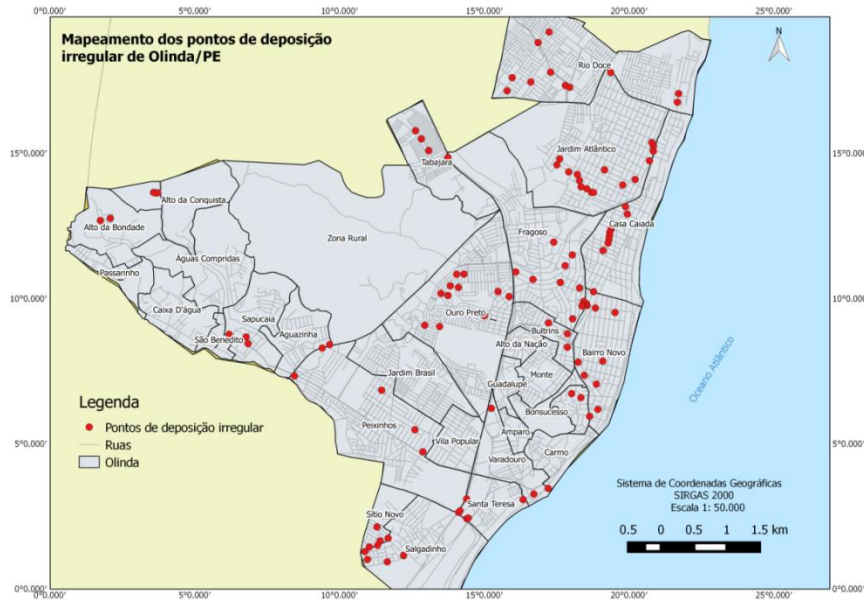 0°0.000'
5°0.000'
10°0.000'
15°0.000'
20°0.000'
25°0.000'
Mapeamento dos pontos de deposição
irregular de Olinda/PE
N
Rio Doce
15°0.000'
15°0.000'
Jardim Atlântico
Tabajara
Alto da Conquista
Alto da Bondade
Zona Rural
Fragoso
Casa Caiada
Águas Compridas
Passarinho
10°0.000'
10°0.000'
Caixa D'água
Sapucaia
Ouro Preto
São Benedito
Aguazinha
Bultrins
Alto da Nação
Bairro Novo
Jardim Brasil
Monte
Guadalupe
Oceano Atlântico
Legenda
Pontos de deposição irregular
Ruas
Olinda
Bonsucesso
Peixinhos
Amparo
Vila Popular
Carmo
Varadouro
5°0.000'
5°0.000'
Sistema de Coordenadas Geográficas
SIRGAS 2000
Escala 1: 50.000
0.5 0 0.5 1 1.5 km
Santa Teresa
Sítio Novo
Salgadinho
0°0.000'
0°0.000'
0°0.000'
5°0.000'
10°0.000'
15°0.000'
20°0.000'
25°0.000'